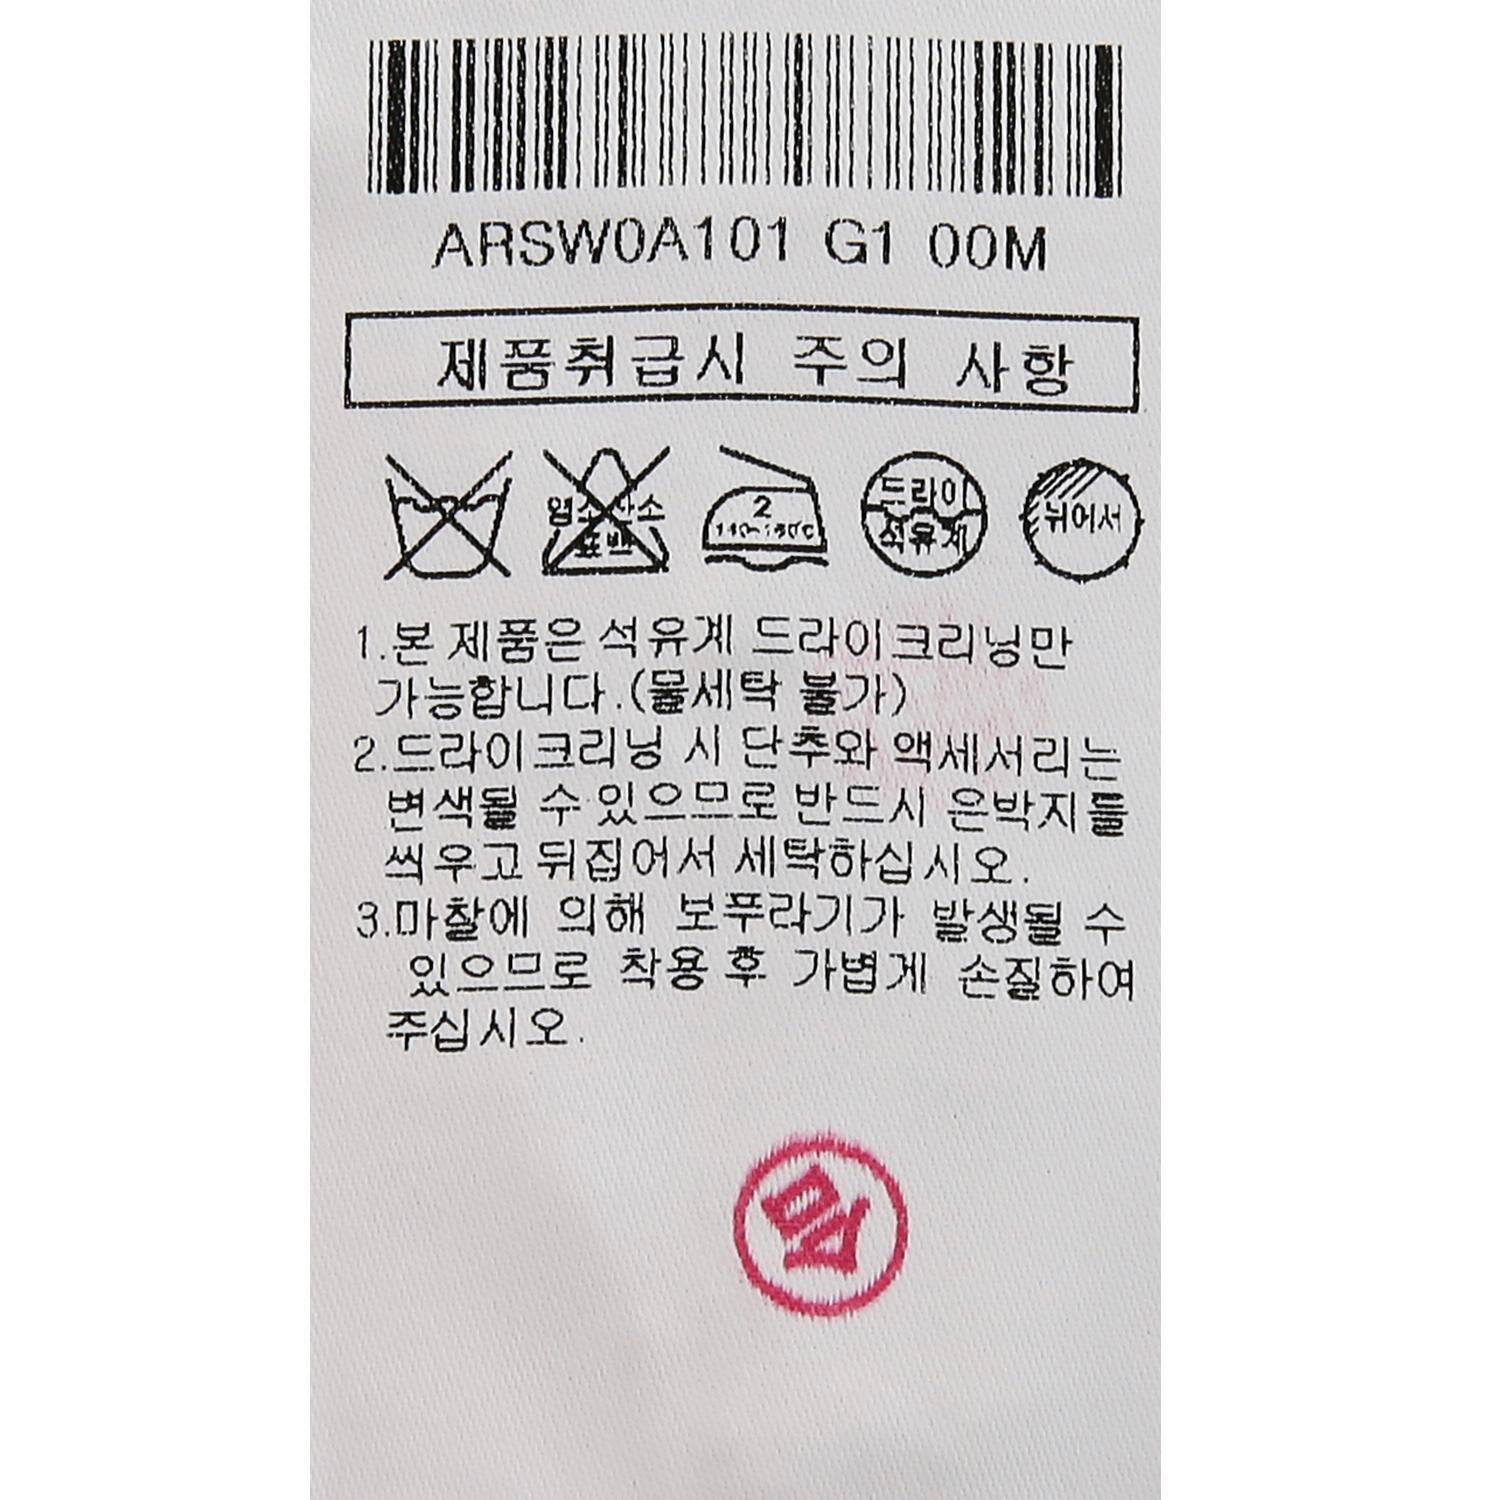 ARSW0A101 G1 00M
제품취급시 주의 사항
염소산소
표백
2
드라이
석유계
뉘어서
1.본 제품은 석유계 드라이크리닝만
가능합니다.(물세탁 불가)
2.드라이크리닝 시 단추와 액세서리는
변색될 수 있으므로 반드시 은박지를
씌우고 뒤집어서 세탁하십시오.
3.마찰에 의해 보푸라기가 발생될 수
있으므로 착용 후 가볍게 손질하여
주십시오.